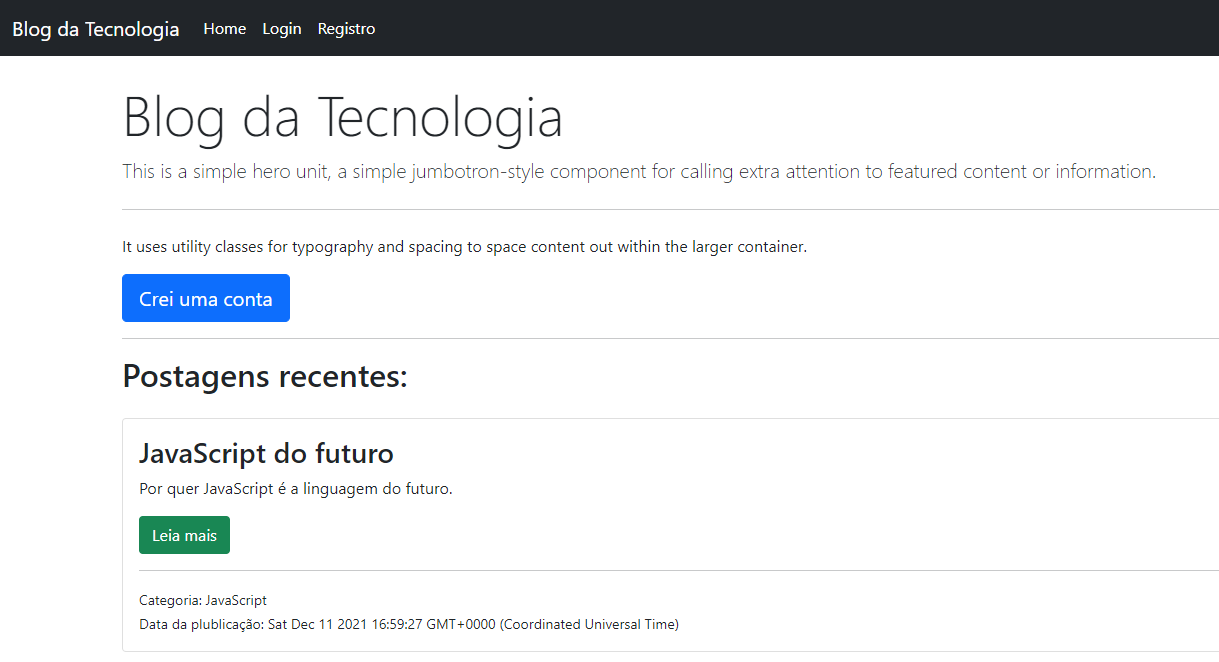 Blog da Tecnologia Home Login Registro
Blog da Tecnologia
This is a simple hero unit, a simple jumbotron-style component for calling extra attention to featured content or information.
It uses utility classes for typography and spacing to space content out within the larger container.
Crei uma conta
Postagens recentes:
JavaScript do futuro
Por quer JavaScript é a linguagem do futuro.
Leia mais
Categoria: JavaScript
Data da plublicação: Sat Dec 11 2021 16:59:27 GMT+0000 (Coordinated Universal Time)